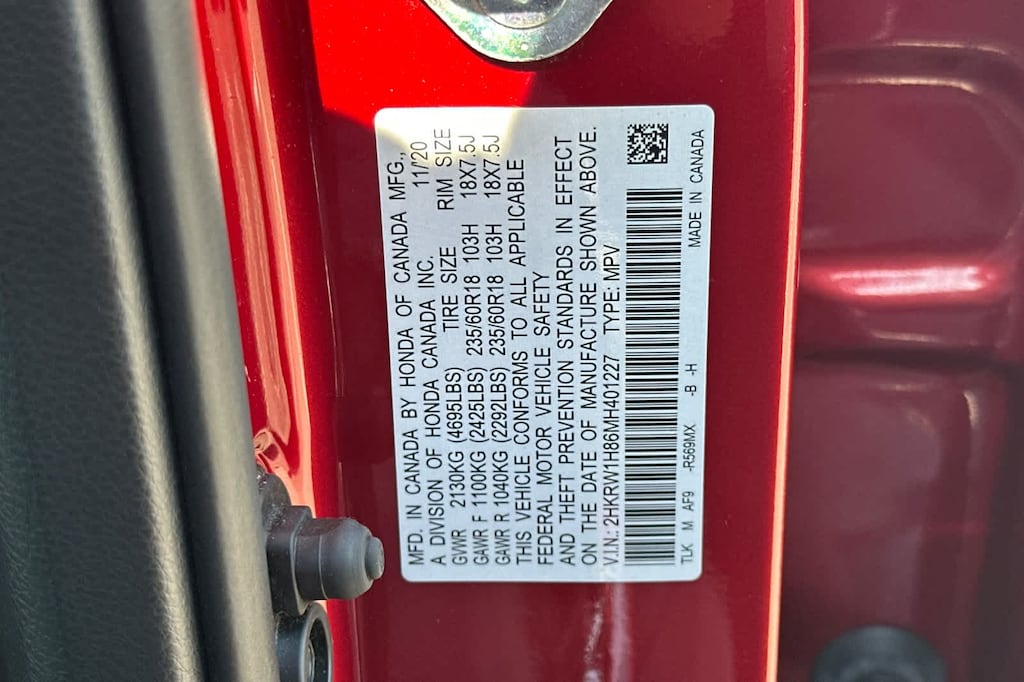 MFD. IN CANADA BY HONDA OF CANADA MFG.,
A DIVISION OF HONDA CANADA INC. 11/20
GVWR 2130KG (4695LBS) TIRE SIZE RIM SIZE
GAWR F 1100KG (2425LBS) 235/60R18 103H 18X7.5J
GAWR R 1040KG (2292LBS) 235/60R18 103H 18X7.5J
THIS VEHICLE CONFORMS TO ALL APPLICABLE
FEDERAL MOTOR VEHICLE SAFETY
AND THEFT PREVENTION STANDARDS IN EFFECT
ON THE DATE OF MANUFACTURE SHOWN ABOVE.
V.I.N.: 2HKRW1H86MH401227 TYPE: MPV
TLK M AF9 -R569MX -B -H MADE IN CANADA